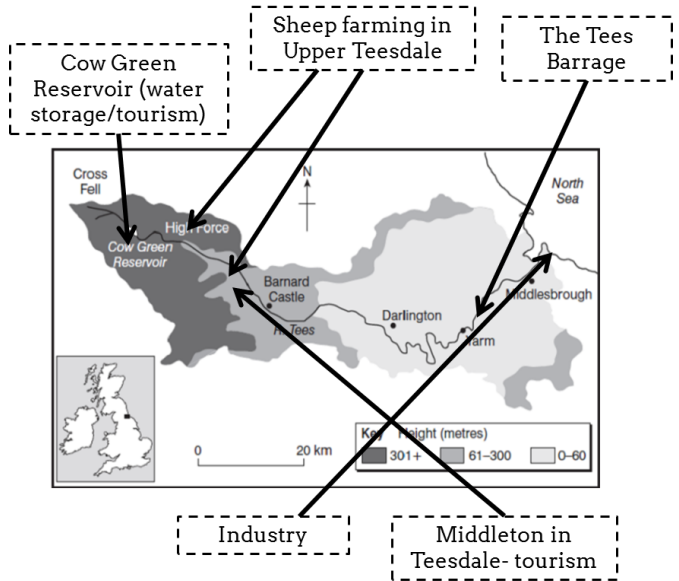 Sheep farming in
Upper Teesdale
The Tees
Barrage
Cow Green
Reservoir (water
storage/tourism)
Cross
Fell
N
North
Sea
High Force
Cow Green
Reservoir
Barnard
Castle
Middlesbrough
Darlington
R. Tees
Yarm
0
20 km
Key
Height (metres)
301+
61–300
0–60
Industry
Middleton in
Teesdale- tourism